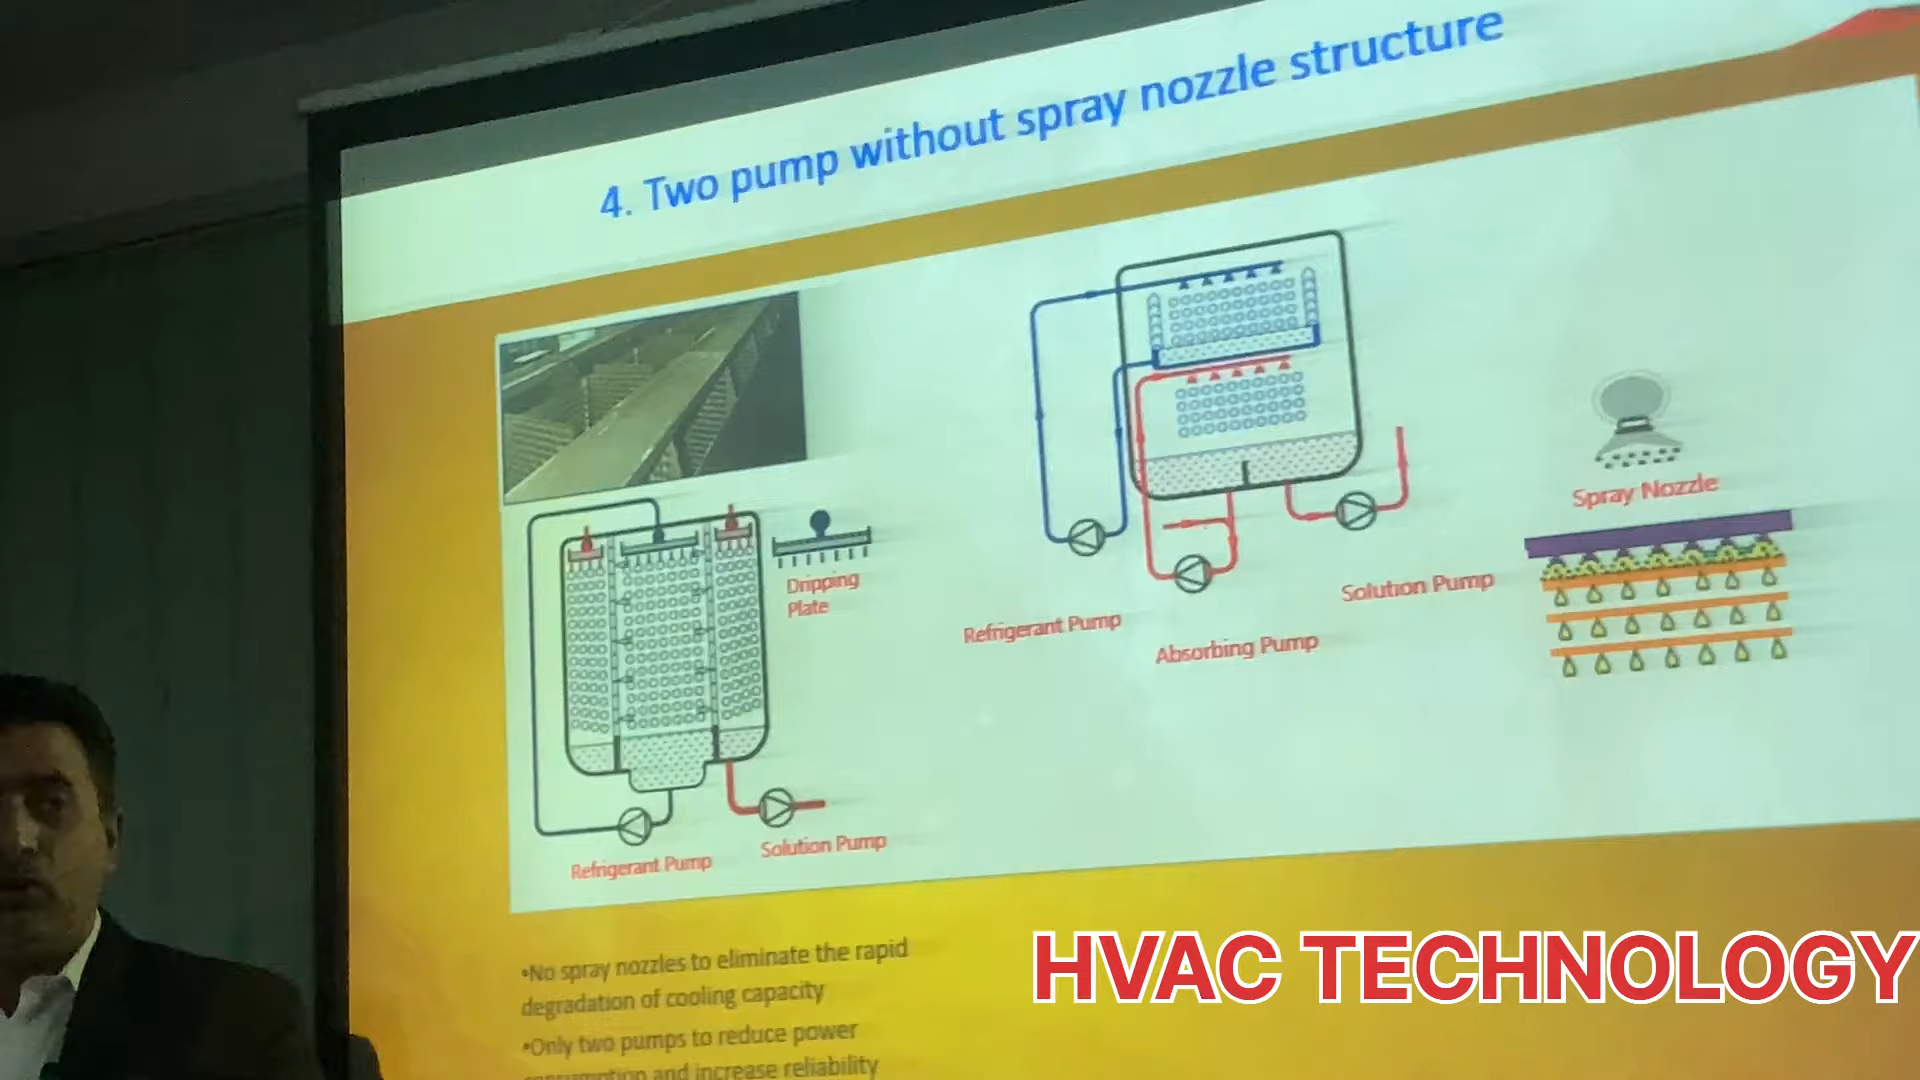 4. Two pump without spray nozzle structure
Dripping
Plate
Refrigerant Pump
Solution Pump
Refrigerant Pump
Absorbing Pump
Solution Pump
Spray Nozzle
•No spray nozzles to eliminate the rapid
degradation of cooling capacity
•Only two pumps to reduce power
consumption and increase reliability
HVAC TECHNOLOGY